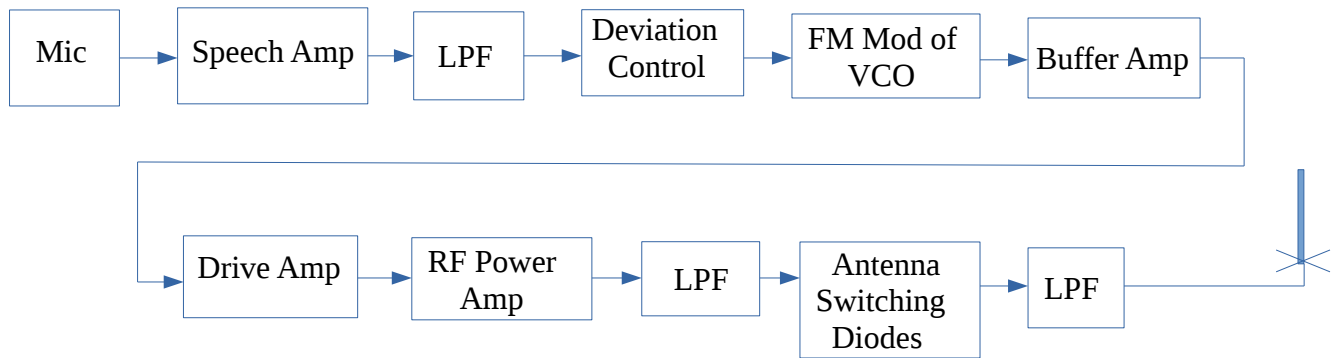 Mic
Speech Amp
LPF
Deviation
Control
FM Mod of
VCO
Buffer Amp
Drive Amp
RF Power
Amp
LPF
Antenna
Switching
Diodes
LPF